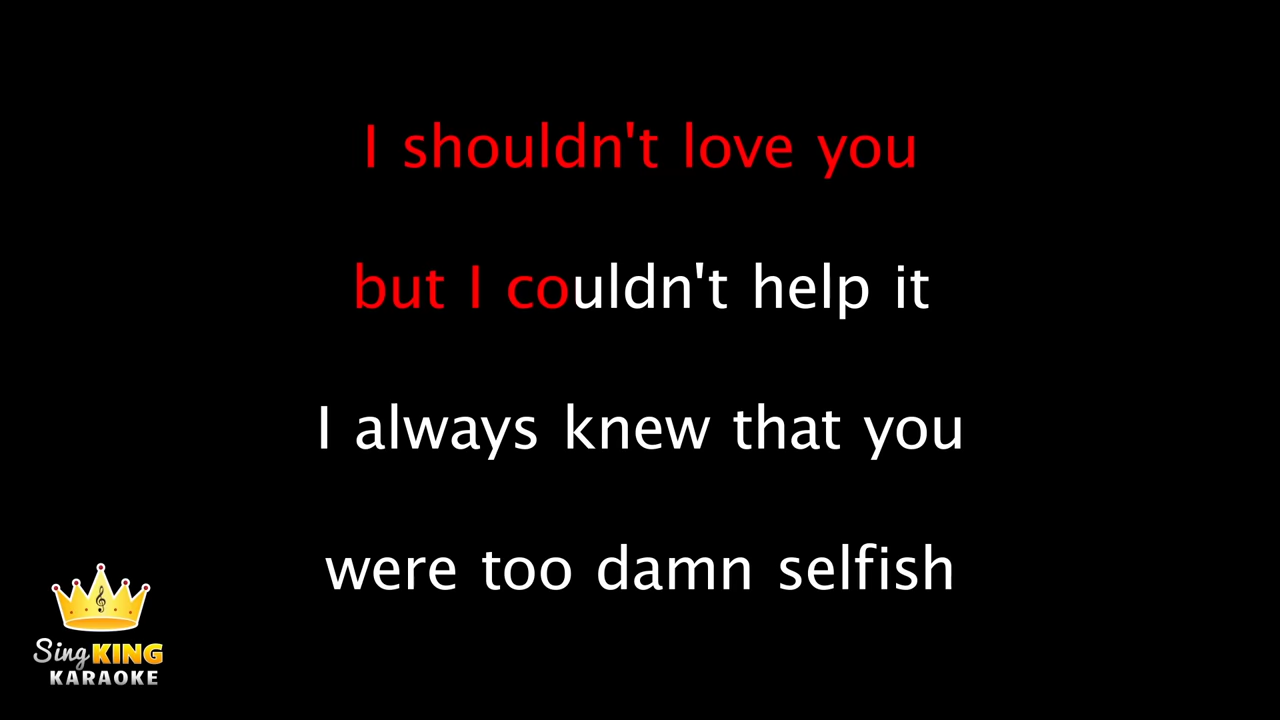 I shouldn't love you
but I couldn't help it
I always knew that you
were too damn selfish
Sing KING
KARAOKE